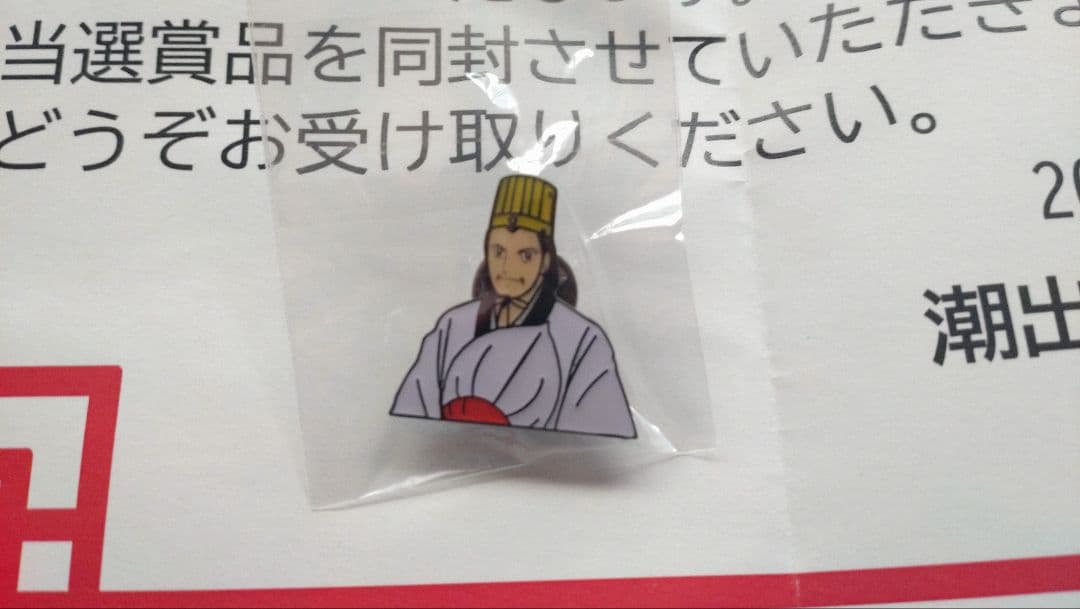 当選賞品を同封させていただきま
どうぞお受け取りください。
20
潮出